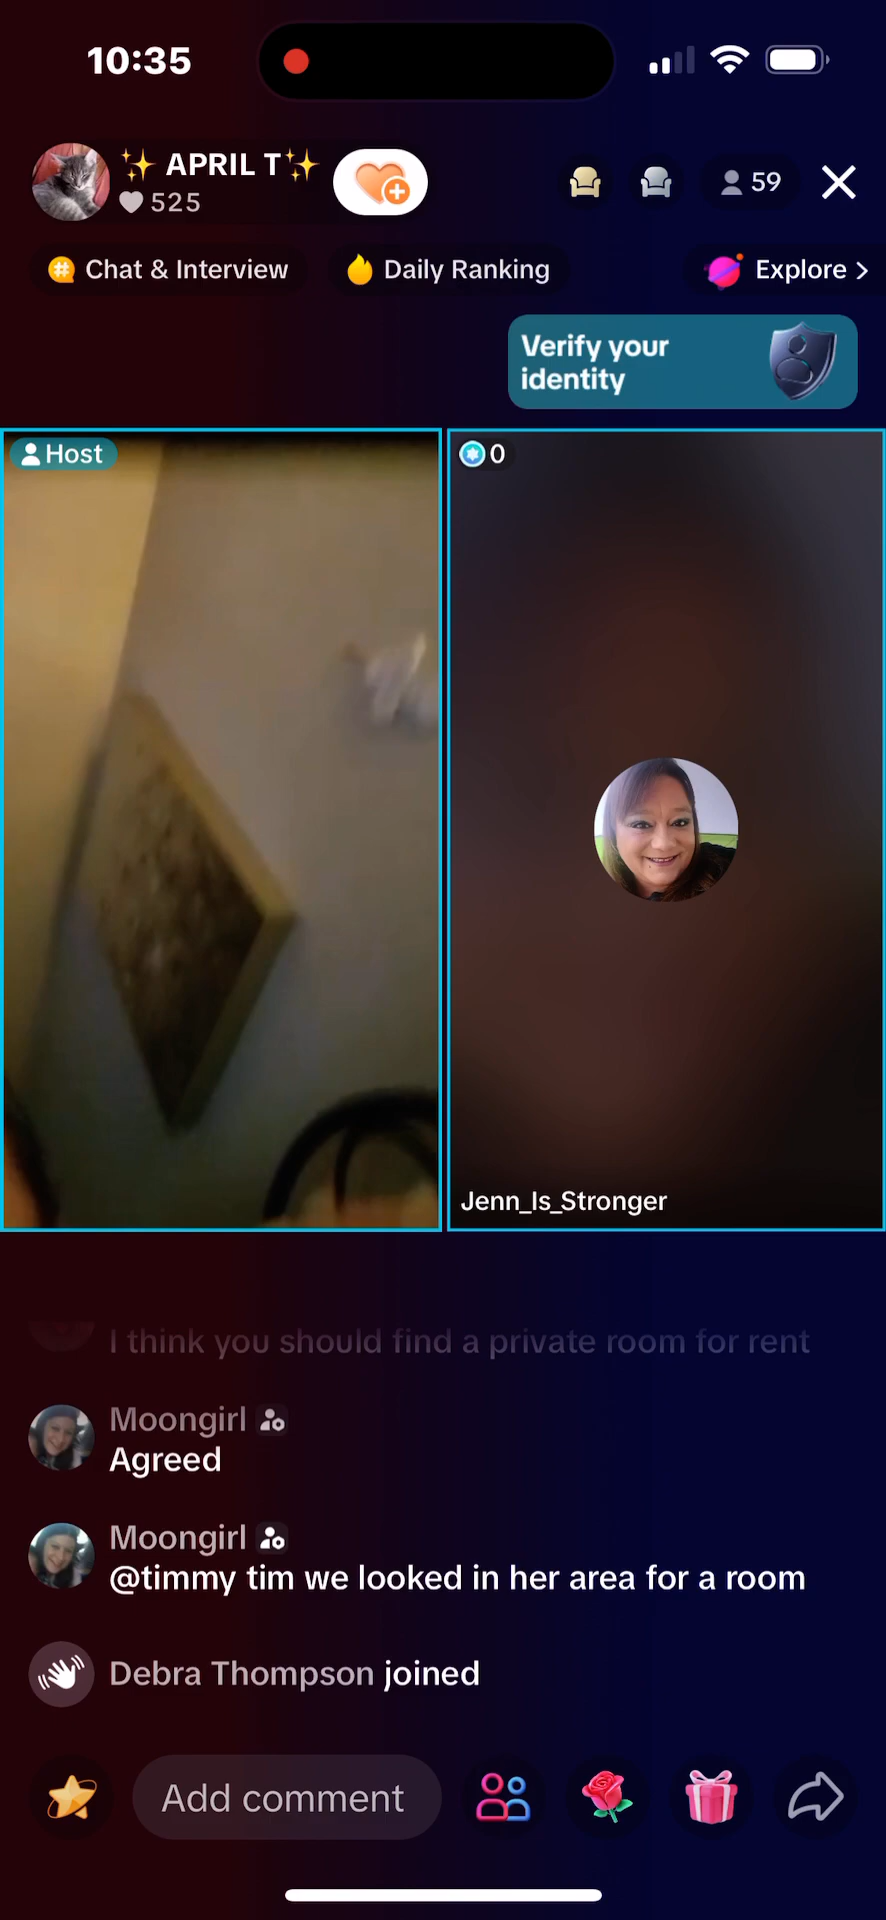 10:35
✨ APRIL T✨
525
59
Chat & Interview
Daily Ranking
Explore >
Verify your
identity
Host
0
Jenn_Is_Stronger
I think you should find a private room for rent
Moongirl
Agreed
Moongirl
@timmy tim we looked in her area for a room
Debra Thompson joined
Add comment